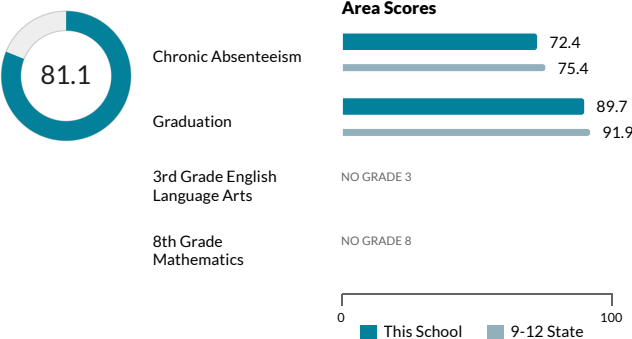 Area Scores
81.1
Chronic Absenteeism
72.4
75.4
Graduation
89.7
91.9
3rd Grade English
Language Arts
NO GRADE 3
8th Grade
Mathematics
NO GRADE 8
0
100
This School
9-12 State